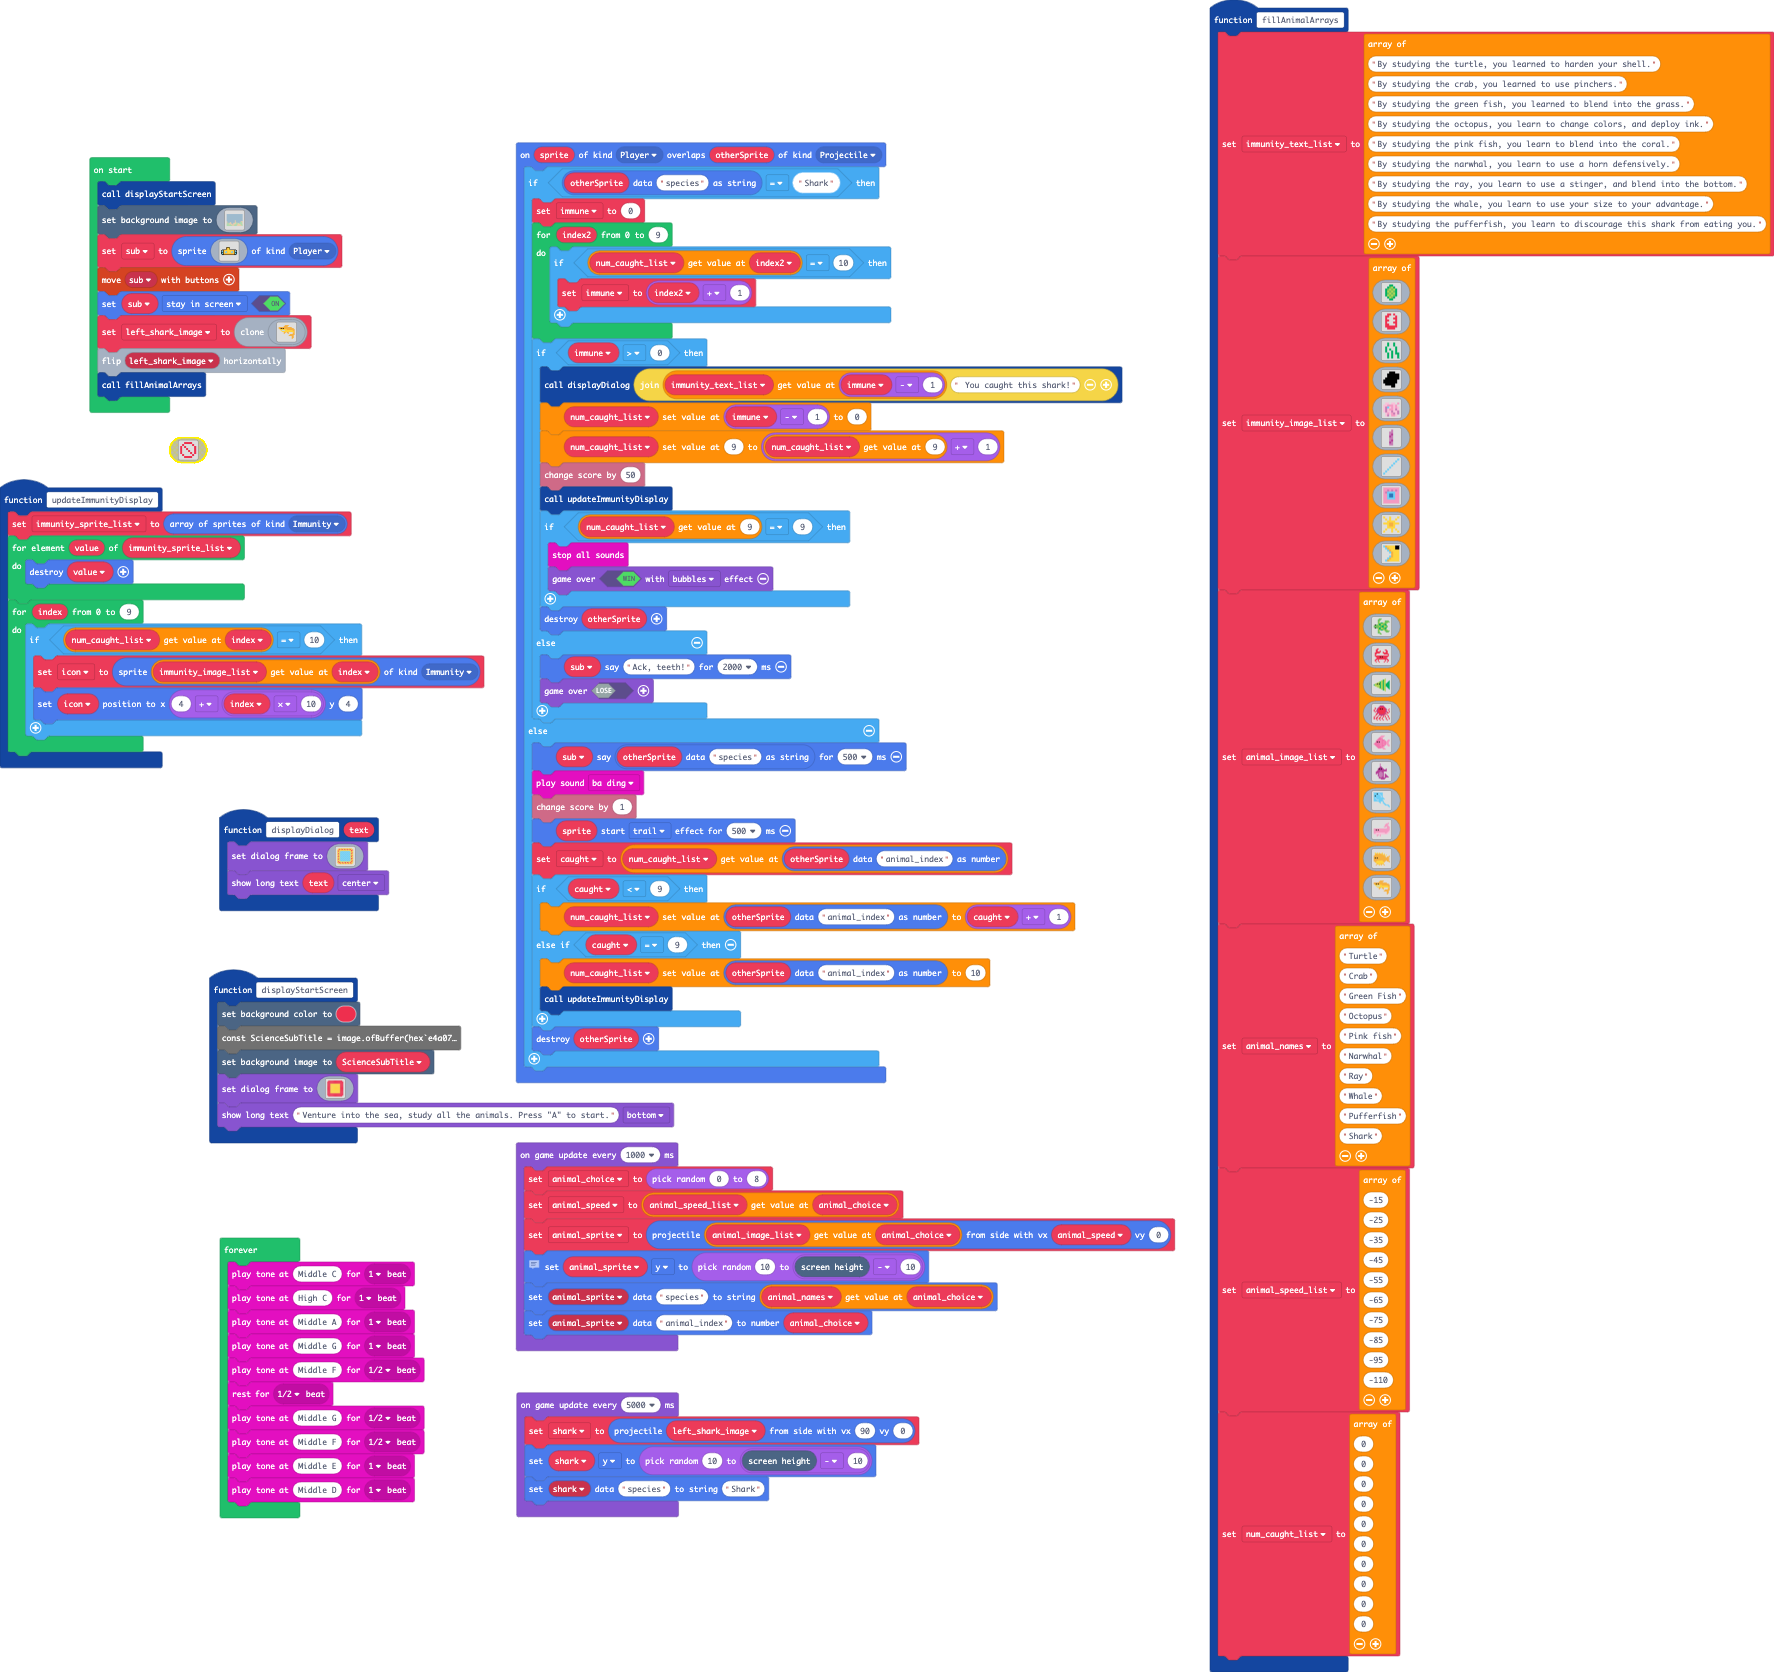 on start
call displayStartScreen
set background image to
set sub to sprite of kind Player
move sub with buttons
set sub stay in screen ON
set left_shark_image to clone
flip left_shark_image horizontally
call fillAnimalArrays
function updateImmunityDisplay
set immunity_sprite_list to array of sprites of kind Immunity
for element value of immunity_sprite_list
do destroy value
for index from 0 to 9
do if num_caught_list get value at index = 10 then
set icon to sprite immunity_image_list get value at index of kind Immunity
set icon position to x 4 + index × 10 y 4
function displayDialog text
set dialog frame to
show long text text center
function displayStartScreen
set background color to
const ScienceSubTitle = image.ofBuffer(hex`e4a07…
set background image to ScienceSubTitle
set dialog frame to
show long text "Venture into the sea, study all the animals. Press "A" to start." bottom
forever
play tone at Middle C for 1 beat
play tone at High C for 1 beat
play tone at Middle A for 1 beat
play tone at Middle G for 1 beat
play tone at Middle F for 1/2 beat
rest for 1/2 beat
play tone at Middle G for 1/2 beat
play tone at Middle F for 1/2 beat
play tone at Middle E for 1 beat
play tone at Middle D for 1 beat
on sprite of kind Player overlaps otherSprite of kind Projectile
if otherSprite data "species" as string = "Shark" then
set immune to 0
for index2 from 0 to 9
do if num_caught_list get value at index2 = 10 then
set immune to index2 + 1
if immune > 0 then
call displayDialog join immunity_text_list get value at immune - 1 " You caught this shark!"
num_caught_list set value at immune - 1 to 0
num_caught_list set value at 9 to num_caught_list get value at 9 + 1
change score by 50
call updateImmunityDisplay
if num_caught_list get value at 9 = 9 then
stop all sounds
game over WIN with bubbles effect
destroy otherSprite
else
sub say "Ack, teeth!" for 2000 ms
game over LOSE
else
sub say otherSprite data "species" as string for 500 ms
play sound ba ding
change score by 1
sprite start trail effect for 500 ms
set caught to num_caught_list get value at otherSprite data "animal_index" as number
if caught < 9 then
num_caught_list set value at otherSprite data "animal_index" as number to caught + 1
else if caught = 9 then
num_caught_list set value at otherSprite data "animal_index" as number to 10
call updateImmunityDisplay
destroy otherSprite
on game update every 1000 ms
set animal_choice to pick random 0 to 8
set animal_speed to animal_speed_list get value at animal_choice
set animal_sprite to projectile animal_image_list get value at animal_choice from side with vx animal_speed vy 0
set animal_sprite y to pick random 10 to screen height - 10
set animal_sprite data "species" to string animal_names get value at animal_choice
set animal_sprite data "animal_index" to number animal_choice
on game update every 5000 ms
set shark to projectile left_shark_image from side with vx 90 vy 0
set shark y to pick random 10 to screen height - 10
set shark data "species" to string "Shark"
function fillAnimalArrays
set immunity_text_list to array of
"By studying the turtle, you learned to harden your shell."
"By studying the crab, you learned to use pinchers."
"By studying the green fish, you learned to blend into the grass."
"By studying the octopus, you learn to change colors, and deploy ink."
"By studying the pink fish, you learn to blend into the coral."
"By studying the narwhal, you learn to use a horn defensively."
"By studying the ray, you learn to use a stinger, and blend into the bottom."
"By studying the whale, you learn to use your size to your advantage."
"By studying the pufferfish, you learn to discourage this shark from eating you."
set immunity_image_list to array of
set animal_image_list to array of
set animal_names to array of
"Turtle"
"Crab"
"Green Fish"
"Octopus"
"Pink fish"
"Narwhal"
"Ray"
"Whale"
"Pufferfish"
"Shark"
set animal_speed_list to array of
-15
-25
-35
-45
-55
-65
-75
-85
-95
-110
set num_caught_list to array of
0
0
0
0
0
0
0
0
0
0